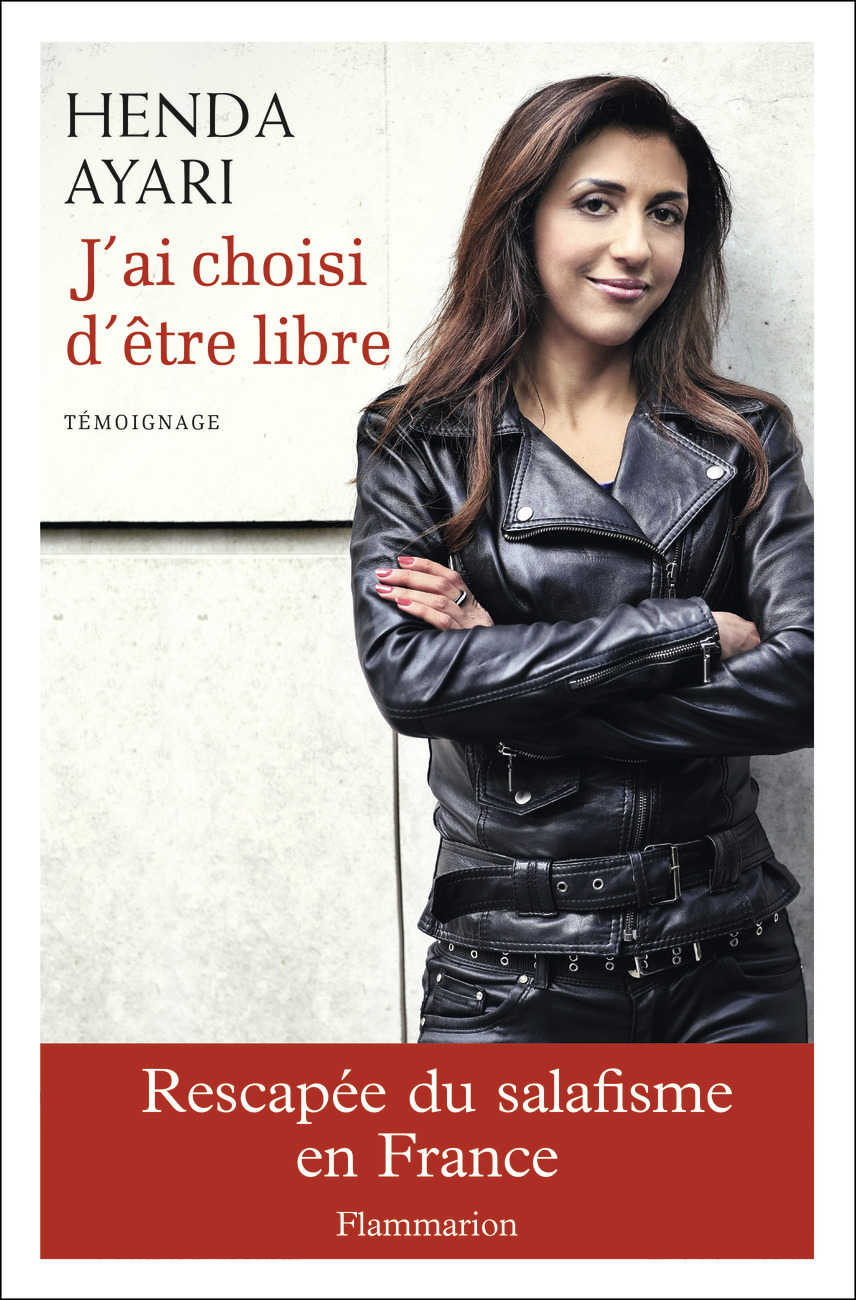 HENDA
AYARI
J'ai choisi
d'être libre
TÉMOIGNAGE
Rescapée du salafisme
en France
Flammarion